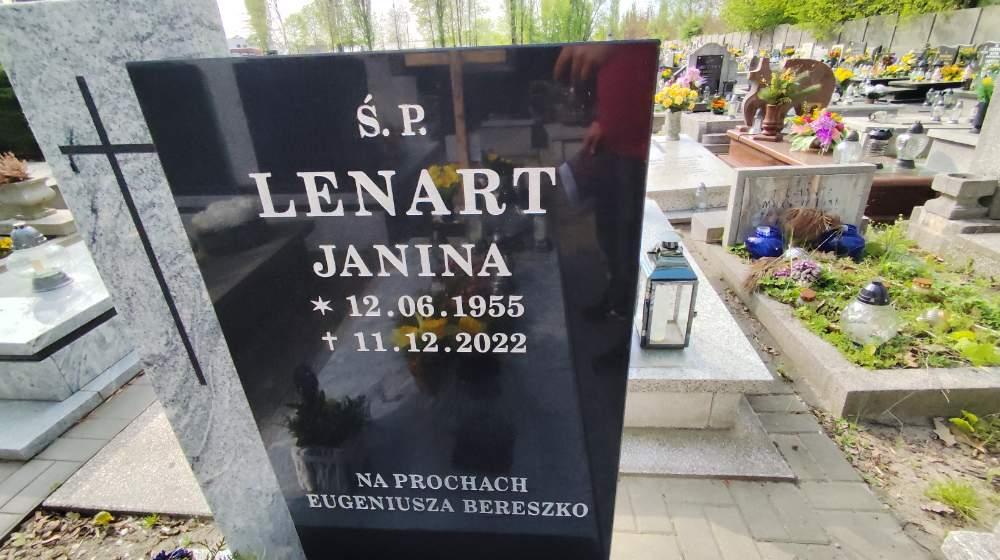 Ś. P.
LENART
JANINA
* 12.06.1955
✝ 11.12.2022
NA PROCHACH
EUGENIUSZA BERESZKO